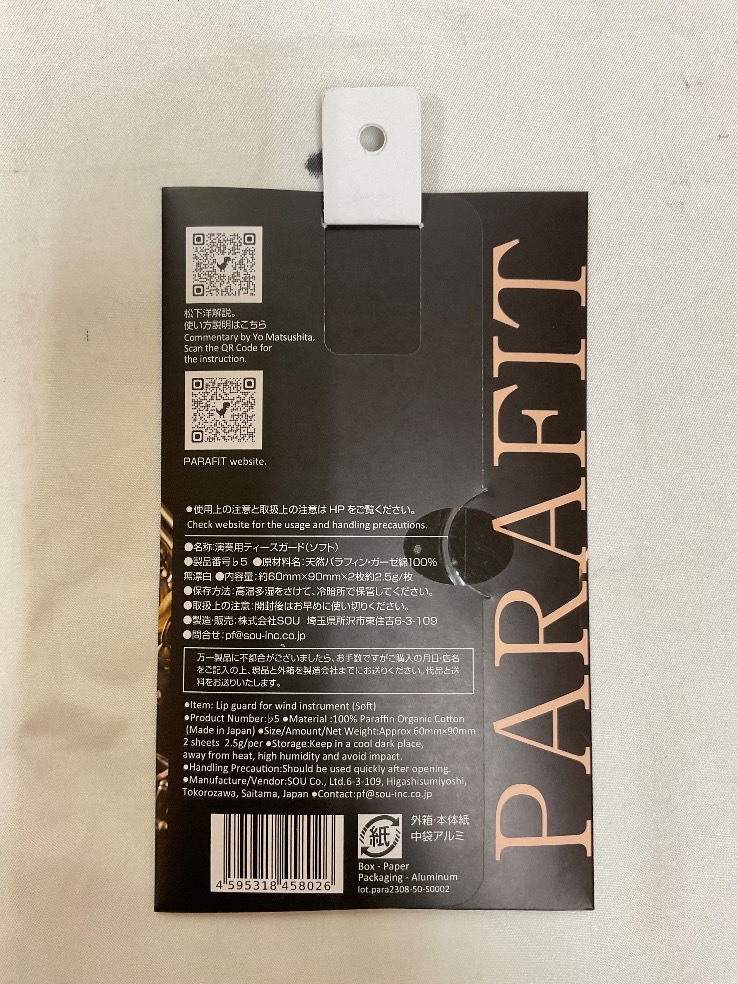 松下洋解説。
使い方説明はこちら
Commentary by Yo Matsushita.
Scan the QR Code for
the instruction.
PARAFIT website.
●使用上の注意と取扱上の注意は HP をご覧ください。
Check website for the usage and handling precautions.
●名称:演奏用ティースガード(ソフト)
●製品番号♭5 ●原材料名:天然パラフィン・ガーゼ綿100%
無漂白 ●内容量:約60mm×90mm×2枚約2.5g/枚
●保存方法:高温多湿をさけて、冷暗所で保管してください。
●取扱上の注意:開封後はお早めに使い切りください。
●製造・販売:株式会社SOU 埼玉県所沢市東住吉6-3-109
●問合せ:pf@sou-inc.co.jp
万一製品に不都合がございましたら、お手数ですがご購入の月日・店名
をご記入の上、現品と外箱を製造会社までにお送りください。代品と送
料をお送りいたします。
●Item: Lip guard for wind instrument (Soft)
●Product Number:♭5 ●Material :100% Paraffin Organic Cotton
(Made in Japan) ●Size/Amount/Net Weight:Approx 60mm×90mm
2 sheets 2.5g/per ●Storage:Keep in a cool dark place,
away from heat, high humidity and avoid impact.
●Handling Precaution:Should be used quickly after opening.
●Manufacture/Vendor:SOU Co., Ltd.6-3-109, Higashisumiyoshi,
Tokorozawa, Saitama, Japan ●Contact:pf@sou-inc.co.jp
4 595318 458026
紙
外箱・本体紙
中袋アルミ
Box - Paper
Packaging - Aluminum
lot.para2308-50-S0002
PARAFIT